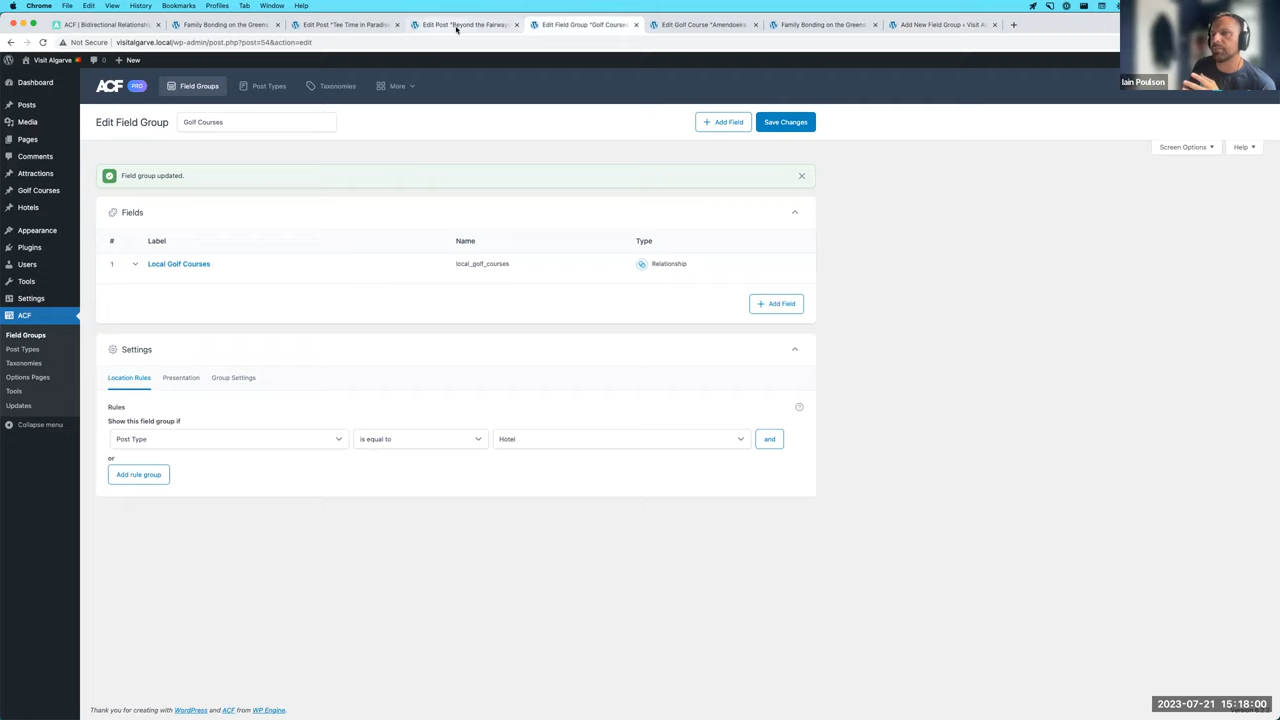 Chrome File Edit View History Bookmarks Profiles Tab Window Help
ACF | Bidirectional Relationshi
Family Bonding on the Greens
Edit Post "Tee Time in Paradise
Edit Post "Beyond the Fairway
Edit Field Group "Golf Courses
Edit Golf Course "Amendoeira
Family Bonding on the Greens
Add New Field Group ‹ Visit Al
Not Secure visitalgarve.local/wp-admin/post.php?post=54&action=edit
Visit Algarve 0 New
Iain Poulson
Dashboard
Posts
Media
Pages
Comments
Attractions
Golf Courses
Hotels
Appearance
Plugins
Users
Tools
Settings
ACF
Field Groups
Post Types
Taxonomies
Options Pages
Tools
Updates
Collapse menu
ACF PRO Field Groups Post Types Taxonomies More
Edit Field Group Golf Courses + Add Field Save Changes
Screen Options Help
Field group updated.
Fields
# Label Name Type
1 Local Golf Courses local_golf_courses Relationship
+ Add Field
Settings
Location Rules Presentation Group Settings
Rules
Show this field group if
Post Type is equal to Hotel and
or
Add rule group
Thank you for creating with WordPress and ACF from WP Engine.
2023-07-21 15:18:00